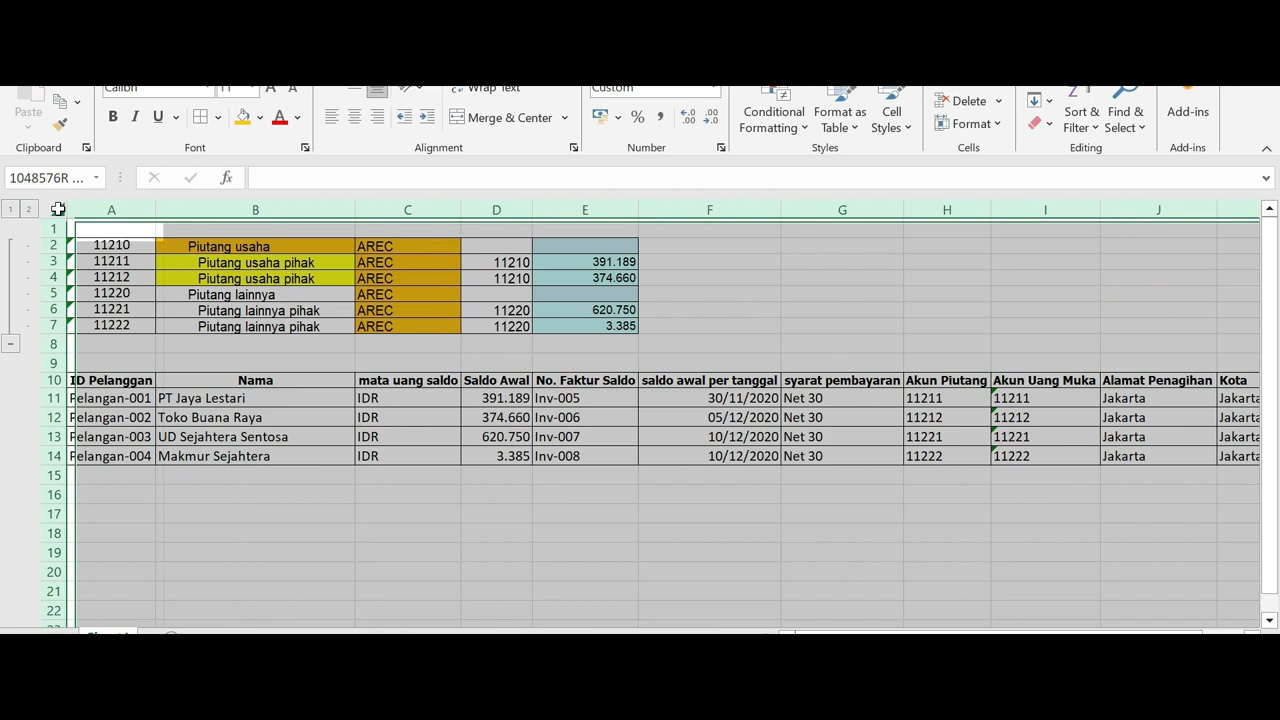 Calibri 11 A A Wrap Text Custom
Paste B I U Merge & Center % , Conditional Formatting Format as Table Cell Styles Delete Format Sort & Filter Find & Select Add-ins
Clipboard Font Alignment Number Styles Cells Editing Add-ins
1048576R ... fx
1 2 A B C D E F G H I J
1
2 11210 Piutang usaha AREC
3 11211 Piutang usaha pihak AREC 11210 391.189
4 11212 Piutang usaha pihak AREC 11210 374.660
5 11220 Piutang lainnya AREC
6 11221 Piutang lainnya pihak AREC 11220 620.750
7 11222 Piutang lainnya pihak AREC 11220 3.385
8
9
10 ID Pelanggan Nama mata uang saldo Saldo Awal No. Faktur Saldo saldo awal per tanggal syarat pembayaran Akun Piutang Akun Uang Muka Alamat Penagihan Kota
11 Pelangan-001 PT Jaya Lestari IDR 391.189 Inv-005 30/11/2020 Net 30 11211 11211 Jakarta Jakarta
12 Pelangan-002 Toko Buana Raya IDR 374.660 Inv-006 05/12/2020 Net 30 11212 11212 Jakarta Jakarta
13 Pelangan-003 UD Sejahtera Sentosa IDR 620.750 Inv-007 10/12/2020 Net 30 11221 11221 Jakarta Jakarta
14 Pelangan-004 Makmur Sejahtera IDR 3.385 Inv-008 10/12/2020 Net 30 11222 11222 Jakarta Jakarta
15
16
17
18
19
20
21
22